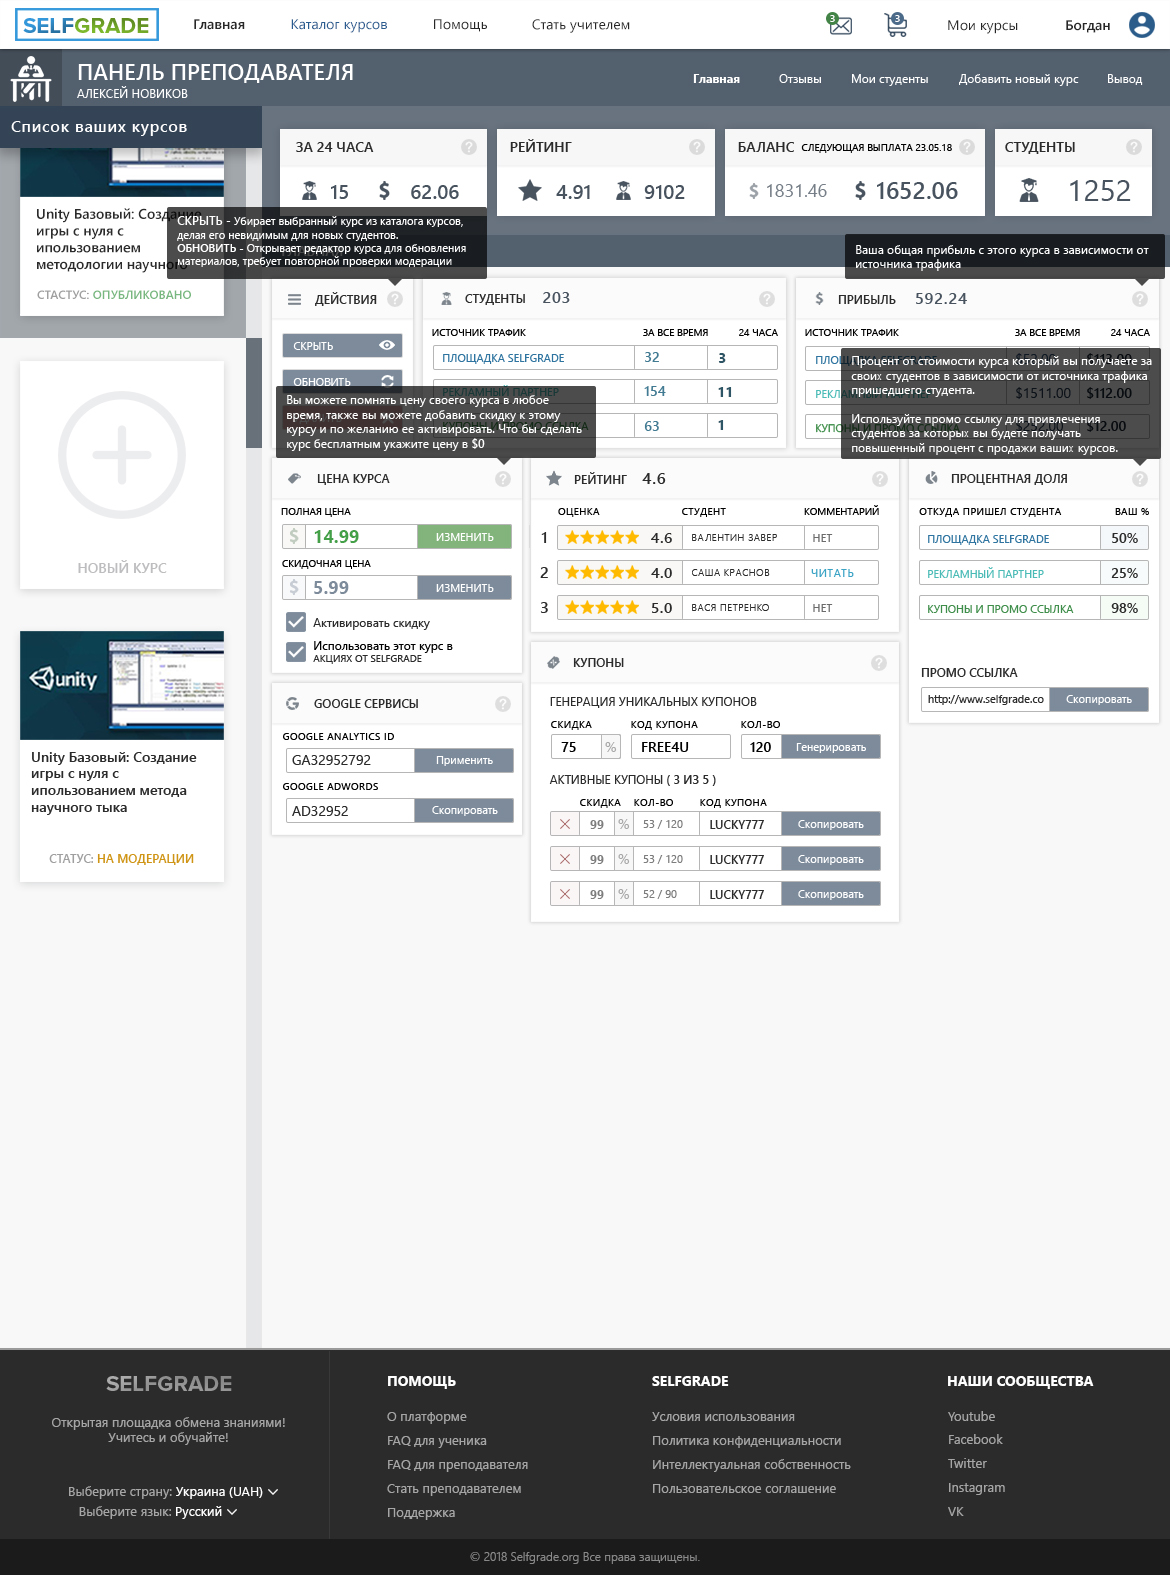 SELFGRADE
Главная
Каталог курсов
Помощь
Стать учителем
3
3
Мои курсы
Богдан
ПАНЕЛЬ ПРЕПОДАВАТЕЛЯ
АЛЕКСЕЙ НОВИКОВ
Главная
Отзывы
Мои студенты
Добавить новый курс
Вывод
Список ваших курсов
ЗА 24 ЧАСА
?
15
$ 62.06
РЕЙТИНГ
?
4.91
9102
БАЛАНС СЛЕДУЮЩАЯ ВЫПЛАТА 23.05.18
?
$ 1831.46
$ 1652.06
СТУДЕНТЫ
?
1252
Unity Базовый: Создание
игры с нуля с
ипользованием
методологии научного
СТАСТУС: ОПУБЛИКОВАНО
СКРЫТЬ - Убирает выбранный курс из каталога курсов,
делая его невидимым для новых студентов.
ОБНОВИТЬ - Открывает редактор курса для обновления
материалов, требует повторной проверки модерации
Ваша общая прибыль с этого курса в зависимости от
источника трафика
ДЕЙСТВИЯ
?
СКРЫТЬ
ОБНОВИТЬ
СТУДЕНТЫ 203
?
ИСТОЧНИК ТРАФИК
ЗА ВСЕ ВРЕМЯ
24 ЧАСА
ПЛОЩАДКА SELFGRADE
32
3
РЕКЛАМНЫЙ ПАРТНЕР
154
11
63
1
$ ПРИБЫЛЬ 592.24
?
ИСТОЧНИК ТРАФИК
ЗА ВСЕ ВРЕМЯ
24 ЧАСА
ПЛОЩАДКА SELFGRADE
$1511.00
$112.00
КУПОНЫ И ПРОМО ССЫЛКА
$252.00
$12.00
Процент от стоимости курса который вы получаете за
своих студентов в зависимости от источника трафика
пришедшего студента.
Используйте промо ссылку для привлечения
студентов за которых вы будете получать
повышенный процент с продажи ваших курсов.
Вы можете помнять цену своего курса в любое
время, также вы можете добавить скидку к этому
курсу и по желанию ее активировать. Что бы сделать
курс бесплатным укажите цену в $0
ЦЕНА КУРСА
?
ПОЛНАЯ ЦЕНА
$ 14.99
ИЗМЕНИТЬ
СКИДОЧНАЯ ЦЕНА
$ 5.99
ИЗМЕНИТЬ
Активировать скидку
Использовать этот курс в
АКЦИЯХ ОТ SELFGRADE
РЕЙТИНГ 4.6
?
ОЦЕНКА
СТУДЕНТ
КОММЕНТАРИЙ
1
4.6
ВАЛЕНТИН ЗАВЕР
НЕТ
2
4.0
САША КРАСНОВ
ЧИТАТЬ
3
5.0
ВАСЯ ПЕТРЕНКО
НЕТ
ПРОЦЕНТНАЯ ДОЛЯ
?
ОТКУДА ПРИШЕЛ СТУДЕНТА
ВАШ %
ПЛОЩАДКА SELFGRADE
50%
РЕКЛАМНЫЙ ПАРТНЕР
25%
КУПОНЫ И ПРОМО ССЫЛКА
98%
ПРОМО ССЫЛКА
http://www.selfgrade.co
Скопировать
НОВЫЙ КУРС
unity
Unity Базовый: Создание
игры с нуля с
ипользованием метода
научного тыка
СТАТУС: НА МОДЕРАЦИИ
GOOGLE СЕРВИСЫ
?
GOOGLE ANALYTICS ID
GA32952792
Применить
GOOGLE ADWORDS
AD32952
Скопировать
КУПОНЫ
?
ГЕНЕРАЦИЯ УНИКАЛЬНЫХ КУПОНОВ
СКИДКА
КОД КУПОНА
КОЛ-ВО
75 %
FREE4U
120
Генерировать
АКТИВНЫЕ КУПОНЫ ( 3 ИЗ 5 )
СКИДКА
КОЛ-ВО
КОД КУПОНА
99 %
53 / 120
LUCKY777
Скопировать
99 %
53 / 120
LUCKY777
Скопировать
99 %
52 / 90
LUCKY777
Скопировать
SELFGRADE
Открытая площадка обмена знаниями!
Учитесь и обучайте!
Выберите страну: Украина (UAH)
Выберите язык: Русский
ПОМОЩЬ
О платформе
FAQ для ученика
FAQ для преподавателя
Стать преподавателем
Поддержка
SELFGRADE
Условия использования
Политика конфиденциальности
Интеллектуальная собственность
Пользовательское соглашение
НАШИ СООБЩЕСТВА
Youtube
Facebook
Twitter
Instagram
VK
© 2018 Selfgrade.org Все права защищены.